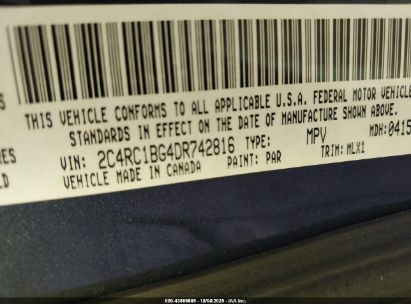 THIS VEHICLE CONFORMS TO ALL APPLICABLE U.S.A. FEDERAL MOTOR VEHICLE
STANDARDS IN EFFECT ON THE DATE OF MANUFACTURE SHOWN ABOVE.
VIN: 2C4RC1BG4DR742816 TYPE: MPV MDH: 0415
VEHICLE MADE IN CANADA PAINT: PAR TRIM: MLX1